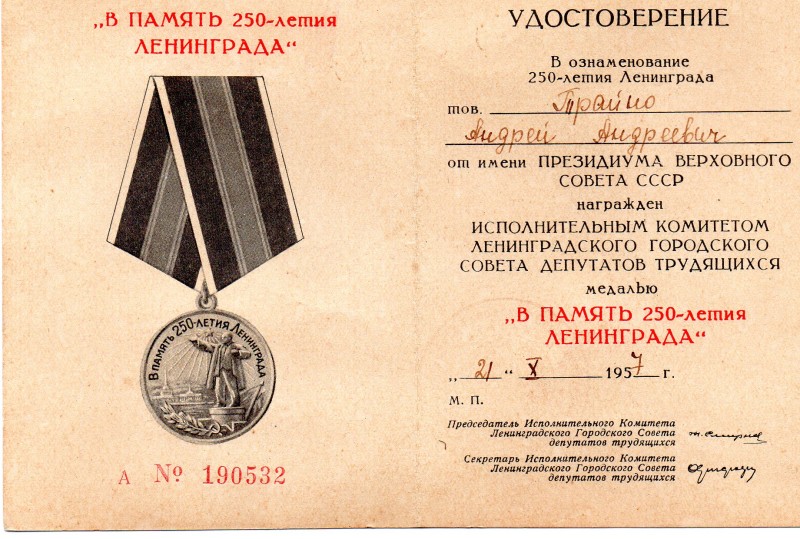 „В ПАМЯТЬ 250-летия
ЛЕНИНГРАДА“
В ПАМЯТЬ 250-ЛЕТИЯ ЛЕНИНГРАДА
А № 190532
УДОСТОВЕРЕНИЕ
В ознаменование
250-летия Ленинграда
тов. Трайно
Андрей Андреевич
от имени ПРЕЗИДИУМА ВЕРХОВНОГО
СОВЕТА СССР
награжден
ИСПОЛНИТЕЛЬНЫМ КОМИТЕТОМ
ЛЕНИНГРАДСКОГО ГОРОДСКОГО
СОВЕТА ДЕПУТАТОВ ТРУДЯЩИХСЯ
медалью
„В ПАМЯТЬ 250-летия
ЛЕНИНГРАДА“
„21“ X 1957 г.
М. П.
Председатель Исполнительного Комитета
Ленинградского Городского Совета
депутатов трудящихся
Секретарь Исполнительного Комитета
Ленинградского Городского Совета
депутатов трудящихся